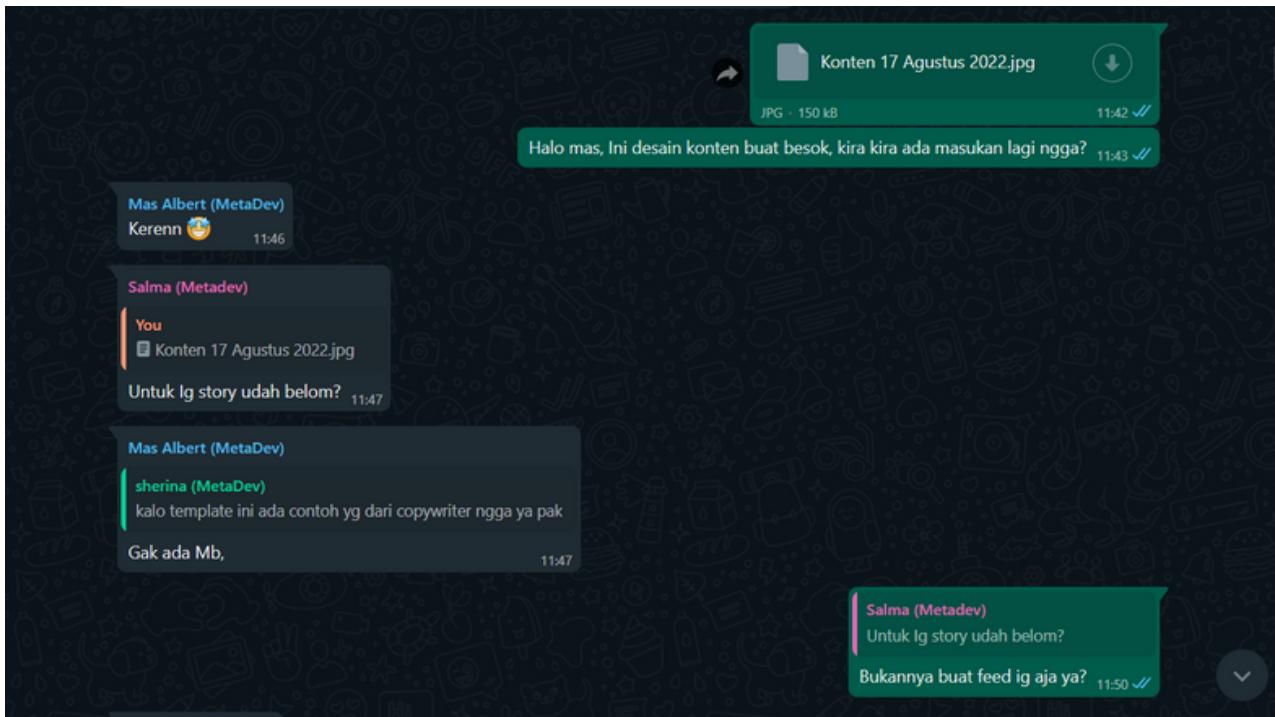 Konten 17 Agustus 2022.jpg
JPG · 150 kB 11:42
Halo mas, Ini desain konten buat besok, kira kira ada masukan lagi ngga? 11:43
Mas Albert (MetaDev)
Kerenn 🤩 11:46
Salma (Metadev)
You
Konten 17 Agustus 2022.jpg
Untuk Ig story udah belom? 11:47
Mas Albert (MetaDev)
sherina (MetaDev)
kalo template ini ada contoh yg dari copywriter ngga ya pak
Gak ada Mb, 11:47
Salma (Metadev)
Untuk Ig story udah belom?
Bukannya buat feed ig aja ya? 11:50